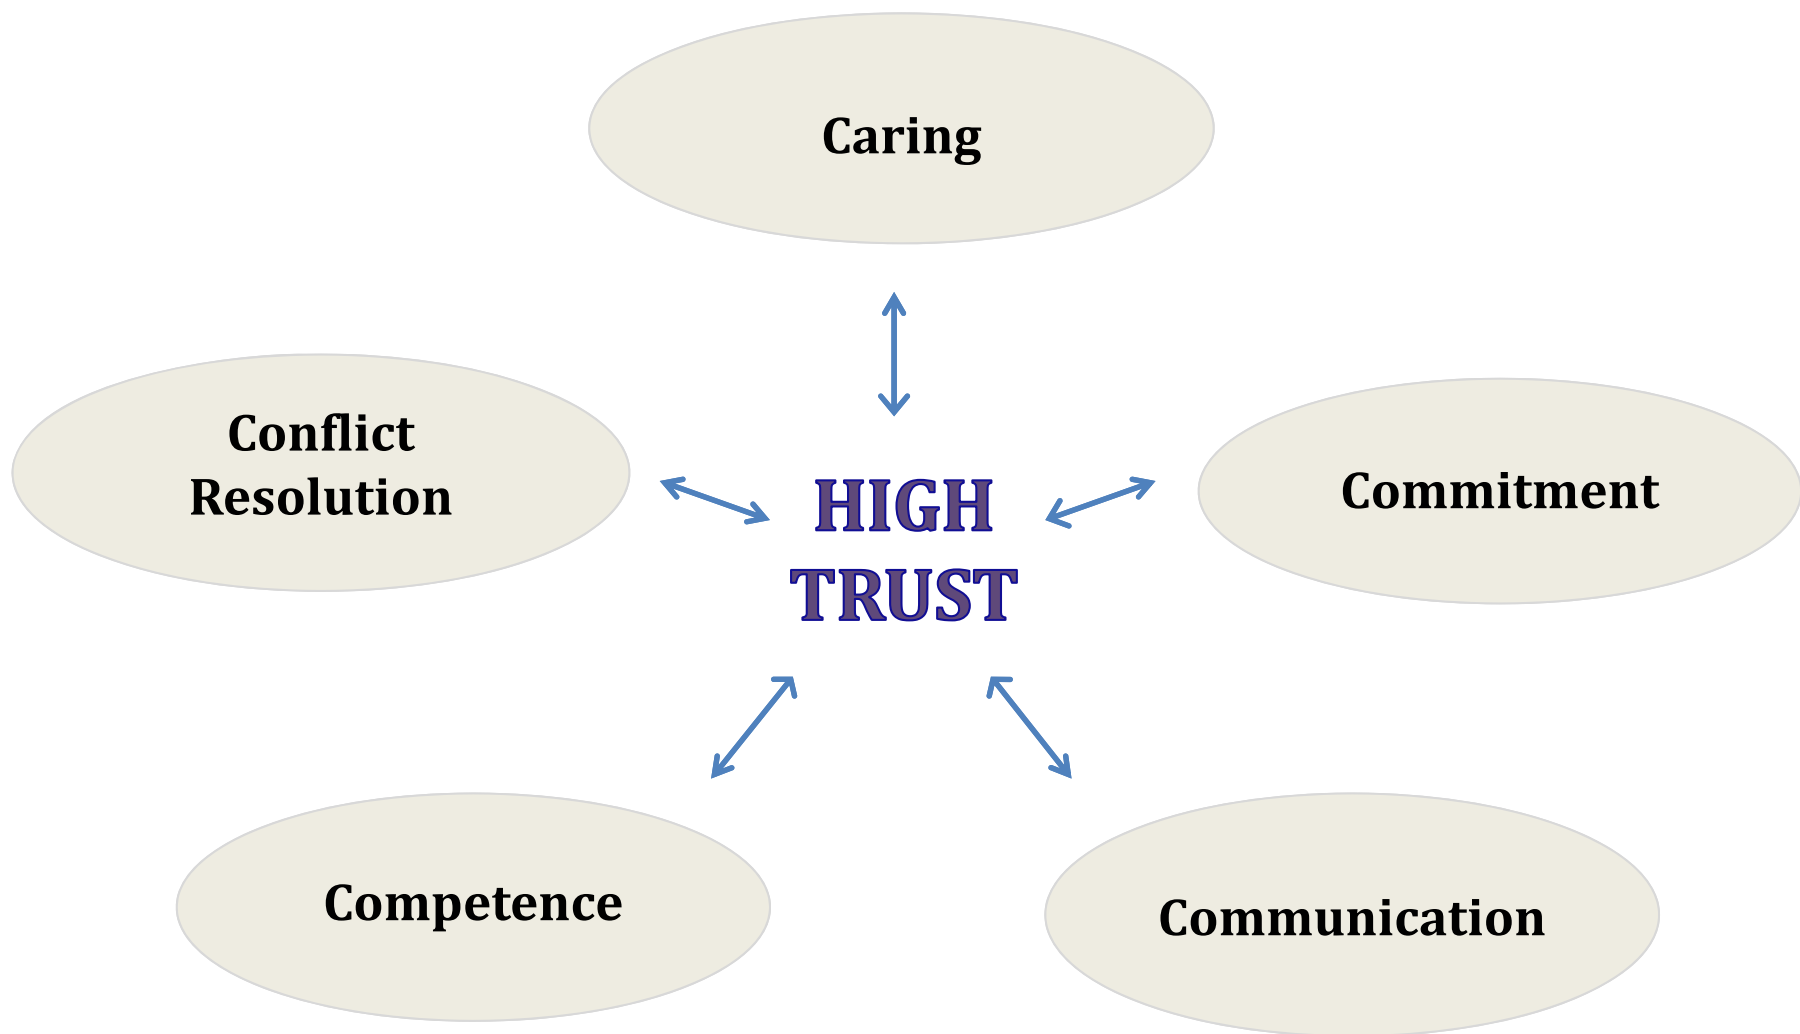 Caring
Conflict
Resolution
HIGH
TRUST
Commitment
Competence
Communication